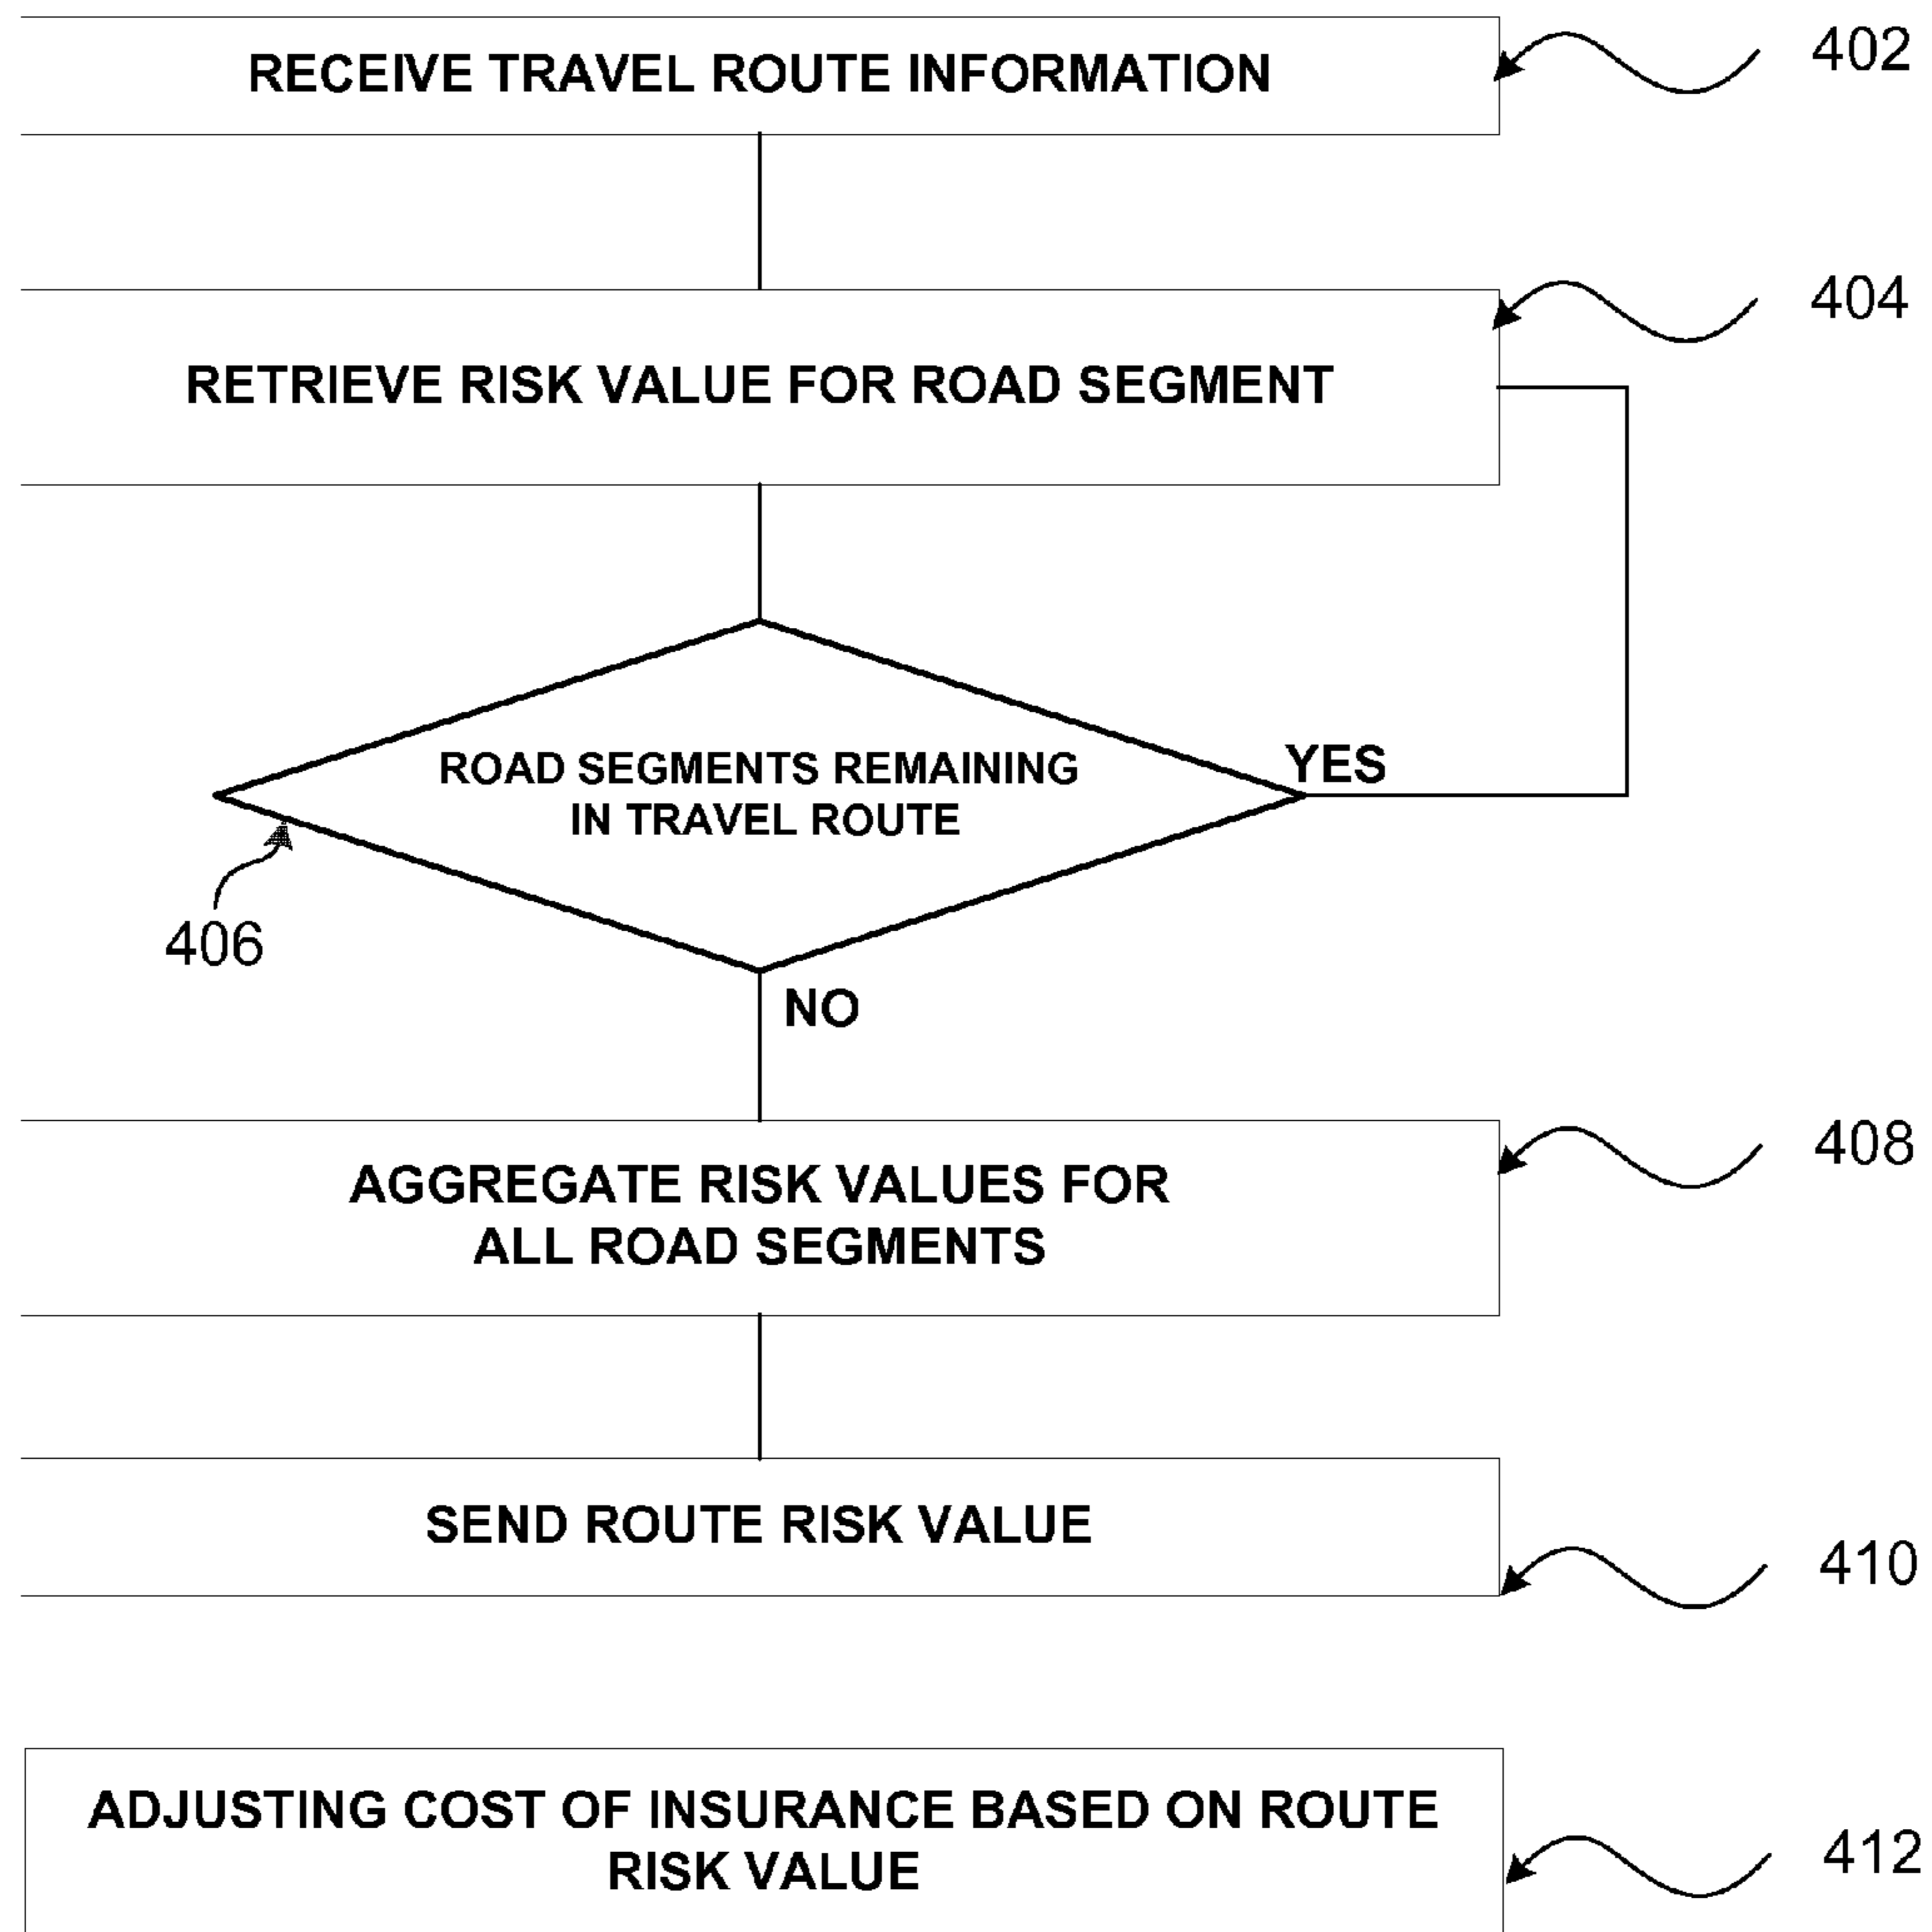 RECEIVE TRAVEL ROUTE INFORMATION
402
404
RETRIEVE RISK VALUE FOR ROAD SEGMENT
ROAD SEGMENTS REMAINING
IN TRAVEL ROUTE
YES
406
NO
408
AGGREGATE RISK VALUES FOR
ALL ROAD SEGMENTS
SEND ROUTE RISK VALUE
410
ADJUSTING COST OF INSURANCE BASED ON ROUTE
RISK VALUE
412